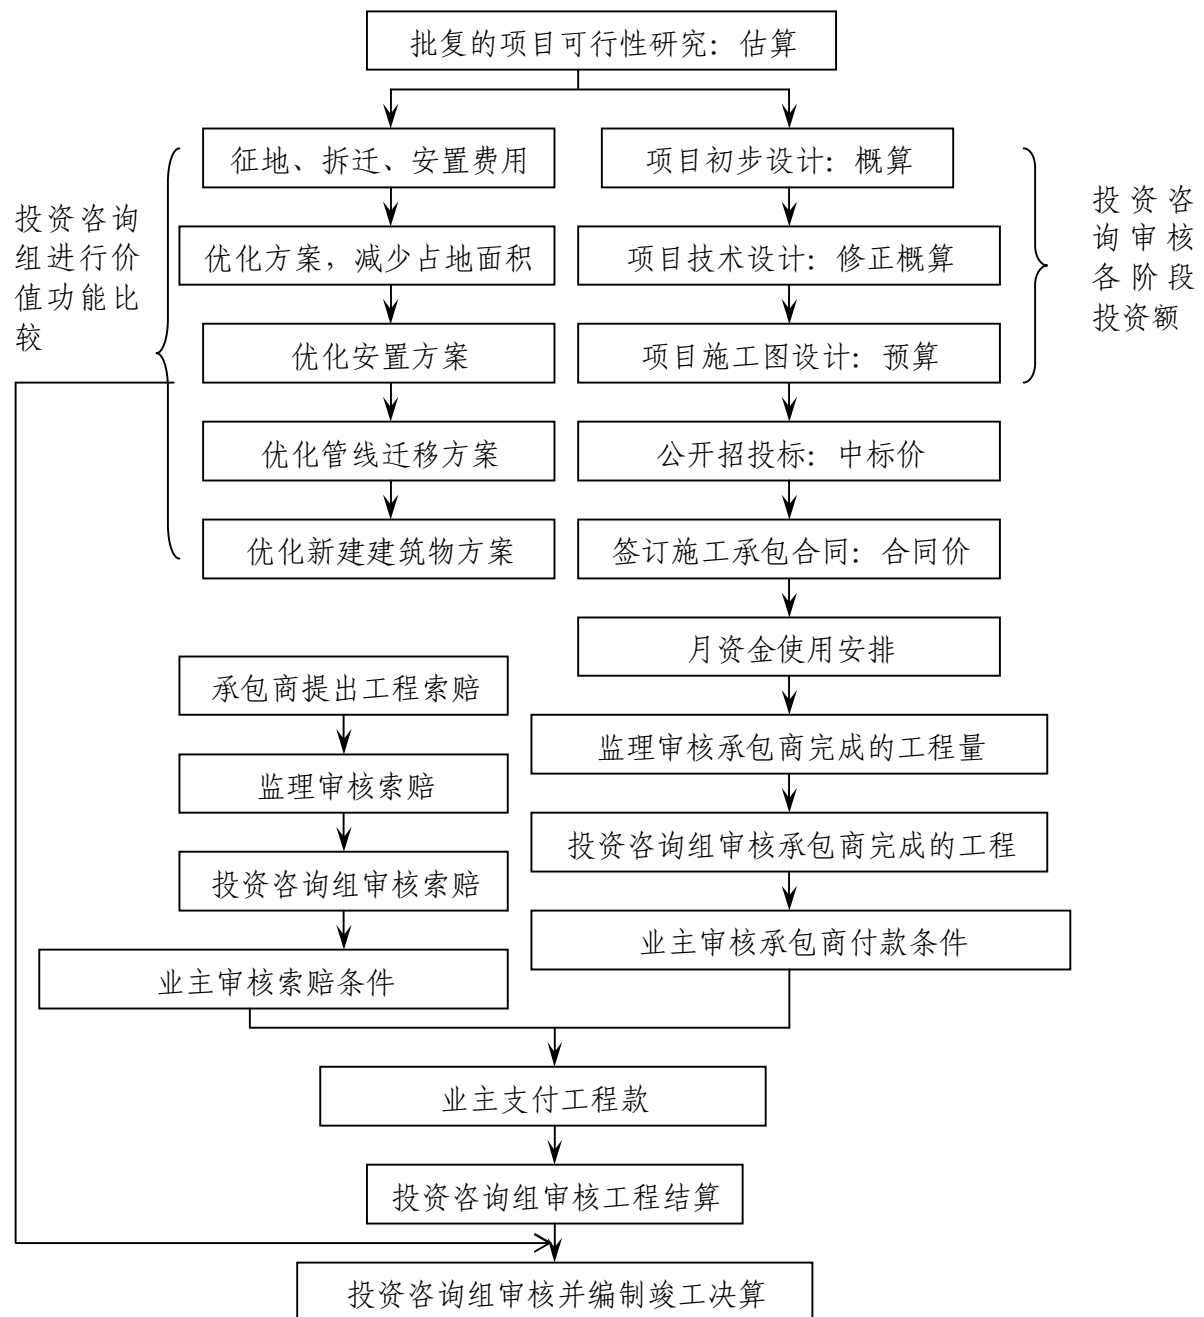 批复的项目可行性研究：估算
征地、拆迁、安置费用
项目初步设计：概算
投资咨询
组进行价
值功能比
较
优化方案，减少占地面积
项目技术设计：修正概算
投资咨
询审核
各阶段
投资额
优化安置方案
项目施工图设计：预算
优化管线迁移方案
公开招投标：中标价
优化新建建筑物方案
签订施工承包合同：合同价
月资金使用安排
承包商提出工程索赔
监理审核承包商完成的工程量
监理审核索赔
投资咨询组审核承包商完成的工程
投资咨询组审核索赔
业主审核承包商付款条件
业主审核索赔条件
业主支付工程款
投资咨询组审核工程结算
投资咨询组审核并编制竣工决算